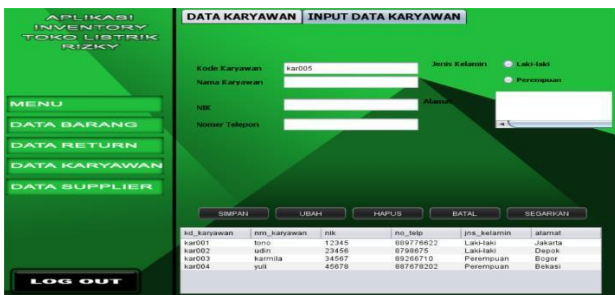 APLIKASI
INVENTORY
TOKO LISTRIK
RIZKY
MENU
DATA BARANG
DATA RETURN
DATA KARYAWAN
DATA SUPPLIER
LOG OUT
DATA KARYAWAN INPUT DATA KARYAWAN
Kode Karyawan kar005
Nama Karyawan
NIK
Nomer Telepon
Jenis Kelamin Laki-laki
Perempuan
Alamat
SIMPAN UBAH HAPUS BATAL SEGARKAN
kd_karyawan nm_karyawan nik no_telp jns_kelamin alamat
kar001 tono 12345 889776622 Laki-laki Jakarta
kar002 udin 23456 8798675 Laki-laki Depok
kar003 karmila 34567 89266710 Perempuan Bogor
kar004 yuli 45678 887678202 Perempuan Bekasi